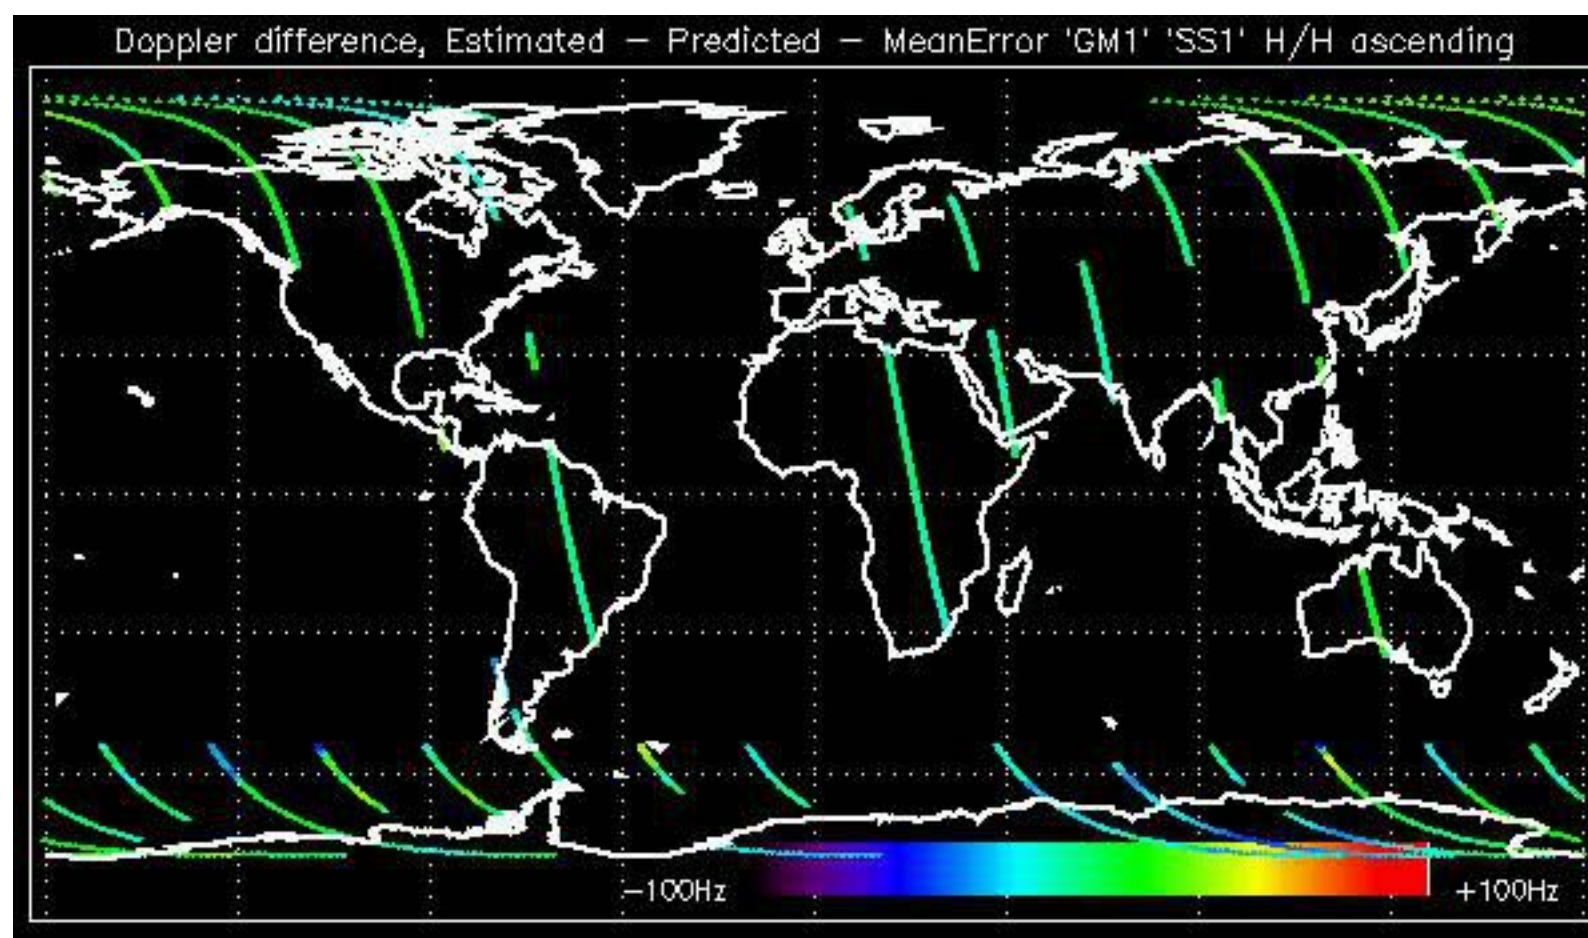 Doppler difference, Estimated – Predicted – MeanError 'GM1' 'SS1' H/H ascending
-100Hz
+100Hz